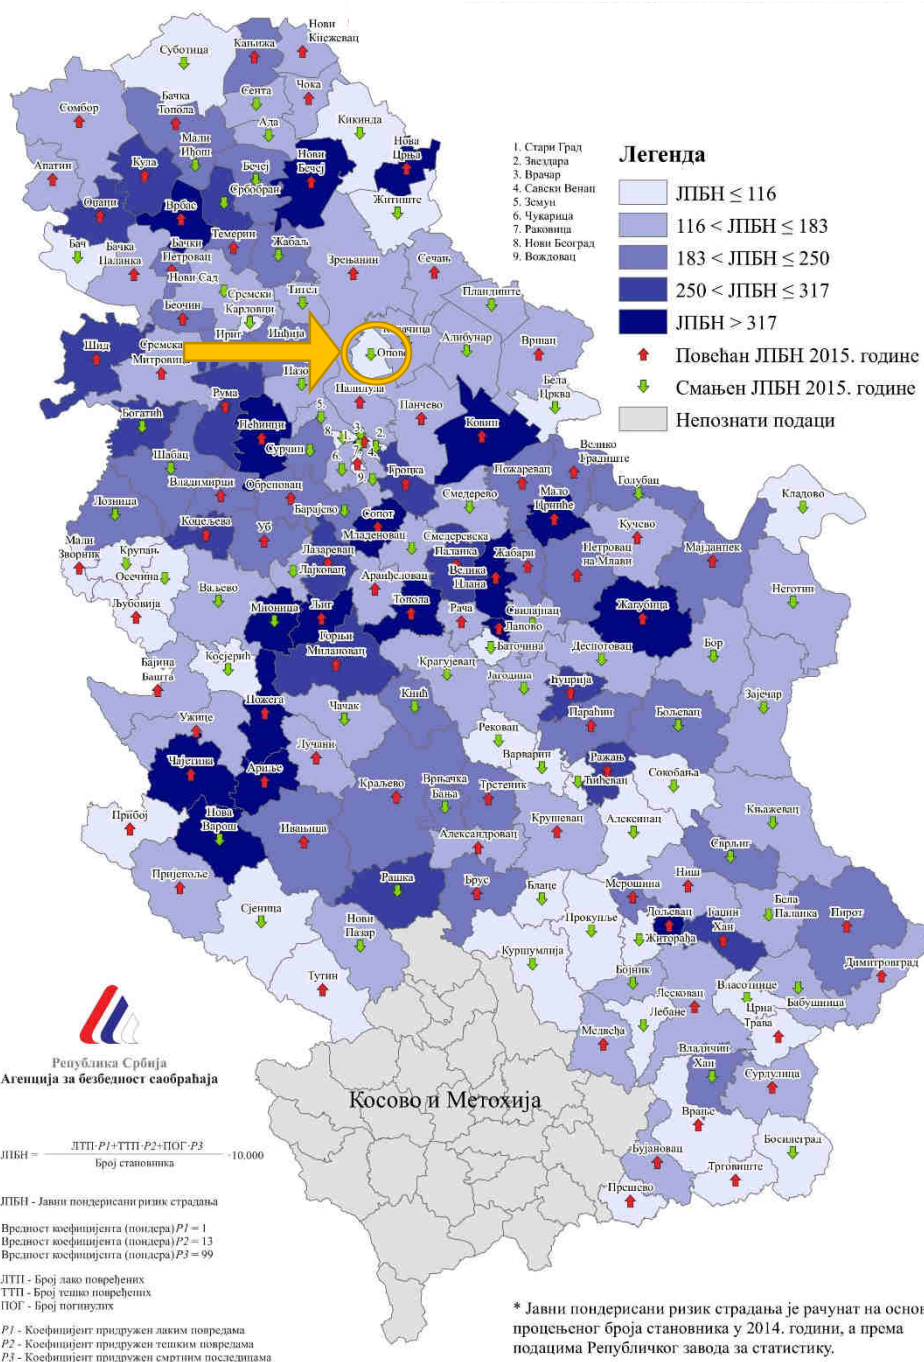 Суботица
Кањижа
Нови
Кнежевац
Сомбор
Бачка
Топола
Сента
Чока
Ада
Кикинда
Мали
Иђош
Апатин
Кула
Бечеј
Нови
Бечеј
Нова
Црња
Оџаци
Врбас
Србобран
Житиште
Бач
Бачка
Паланка
Бачки
Петровац
Темерин
Жабаљ
Зрењанин
Сечањ
Нови Сад
Беочин
Сремски
Карловци
Тител
Пландиште
Шид
Сремска
Митровица
Ириг
Инђија
Опово
Алибунар
Вршац
Рума
Палилула
Панчево
Бела
Црква
Богатић
Пећинци
Сурчин
Ковин
Шабац
Владимирци
Обреновац
Гроцка
Пожаревац
Велико
Градиште
Голубац
Кладово
Лозница
Коцељева
Уб
Барајево
Сопот
Младеновац
Смедерево
Мало
Црниће
Кучево
Мали
Зворник
Крупањ
Осечина
Лазаревац
Лајковац
Смедеревска
Паланка
Жабари
Петровац
на Млави
Мајданпек
Љубовија
Ваљево
Аранђеловац
Велика
Плана
Неготин
Мионица
Љиг
Топола
Рача
Свилајнац
Лапово
Баточина
Жагубица
Косјерић
Горњи
Милановац
Деспотовац
Бор
Бајина
Башта
Крагујевац
Јагодина
Ћуприја
Зајечар
Пожега
Чачак
Кнић
Параћин
Бољевац
Ужице
Лучани
Рековац
Варварин
Ражањ
Чајетина
Ариље
Ћићевац
Сокобања
Краљево
Врњачка
Бања
Трстеник
Прибој
Нова
Варош
Ивањица
Александровац
Крушевац
Алексинац
Књажевац
Сврљиг
Пријепоље
Рашка
Брус
Блаце
Мерошина
Ниш
Бела
Паланка
Пирот
Сјеница
Нови
Пазар
Прокупље
Дољевац
Житорађа
Гаџин
Хан
Димитровград
Тутин
Куршумлија
Бојник
Лесковац
Власотинце
Бабушница
Лебане
Црна
Трава
Медвеђа
Владичин
Хан
Сурдулица
Врање
Босилеград
Бујановац
Трговиште
Прешево
Косово и Метохија
5.
8.
1.
3.
2.
7.
4.
6.
9.
1. Стари Град
2. Звездара
3. Врачар
4. Савски Венац
5. Земун
6. Чукарица
7. Раковица
8. Нови Београд
9. Вождовац
Легенда
ЈПБН ≤ 116
116 < ЈПБН ≤ 183
183 < ЈПБН ≤ 250
250 < ЈПБН ≤ 317
ЈПБН > 317
Повећан ЈПБН 2015. године
Смањен ЈПБН 2015. године
Непознати подаци
Република Србија
Агенција за безбедност саобраћаја
ЈПБН = ЛТП·P1+ТТП·P2+ПОГ·P3 ·10.000
Број становника
ЈПБН - Јавни пондерисани ризик страдања
Вредност коефицијента (пондера) P1 = 1
Вредност коефицијента (пондера) P2 = 13
Вредност коефицијента (пондера) P3 = 99
ЛТП - Број лако повређених
ТТП - Број тешко повређених
ПОГ - Број погинулих
P1 - Коефицијент придружен лаким повредама
P2 - Коефицијент придружен тешким повредама
P3 - Коефицијент придружен смртним последицама
* Јавни пондерисани ризик страдања је рачунат на основ
процењеног броја становника у 2014. години, а према
подацима Републичког завода за статистику.